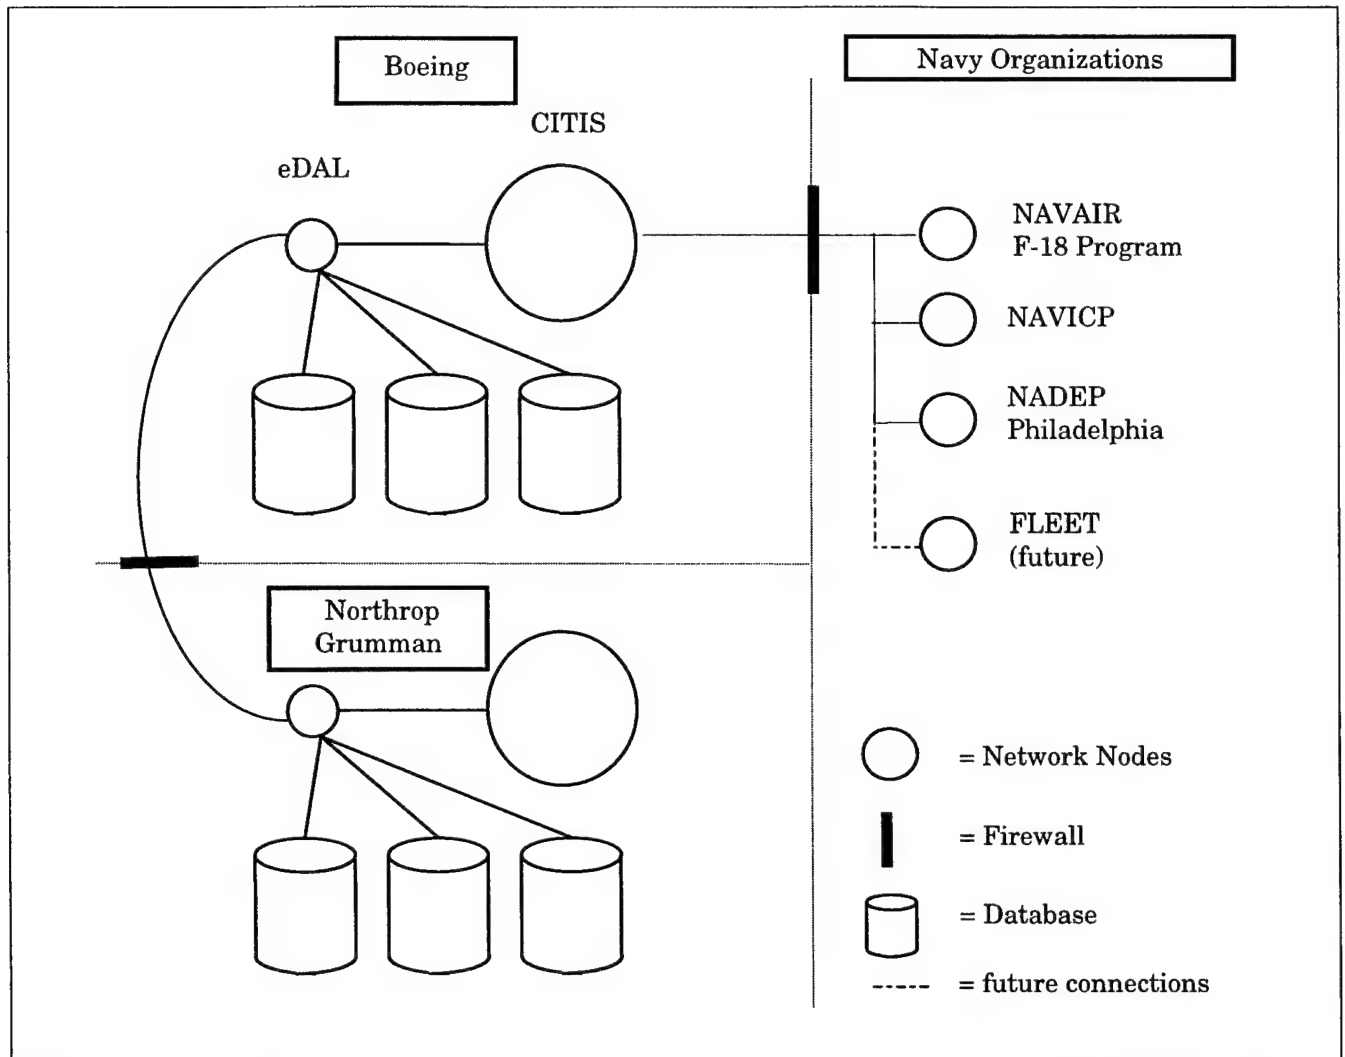 Boeing
Navy Organizations
CITIS
eDAL
NAVAIR
F-18 Program
NAVICP
NADEP
Philadelphia
FLEET
(future)
Northrop
Grumman
= Network Nodes
= Firewall
= Database
= future connections